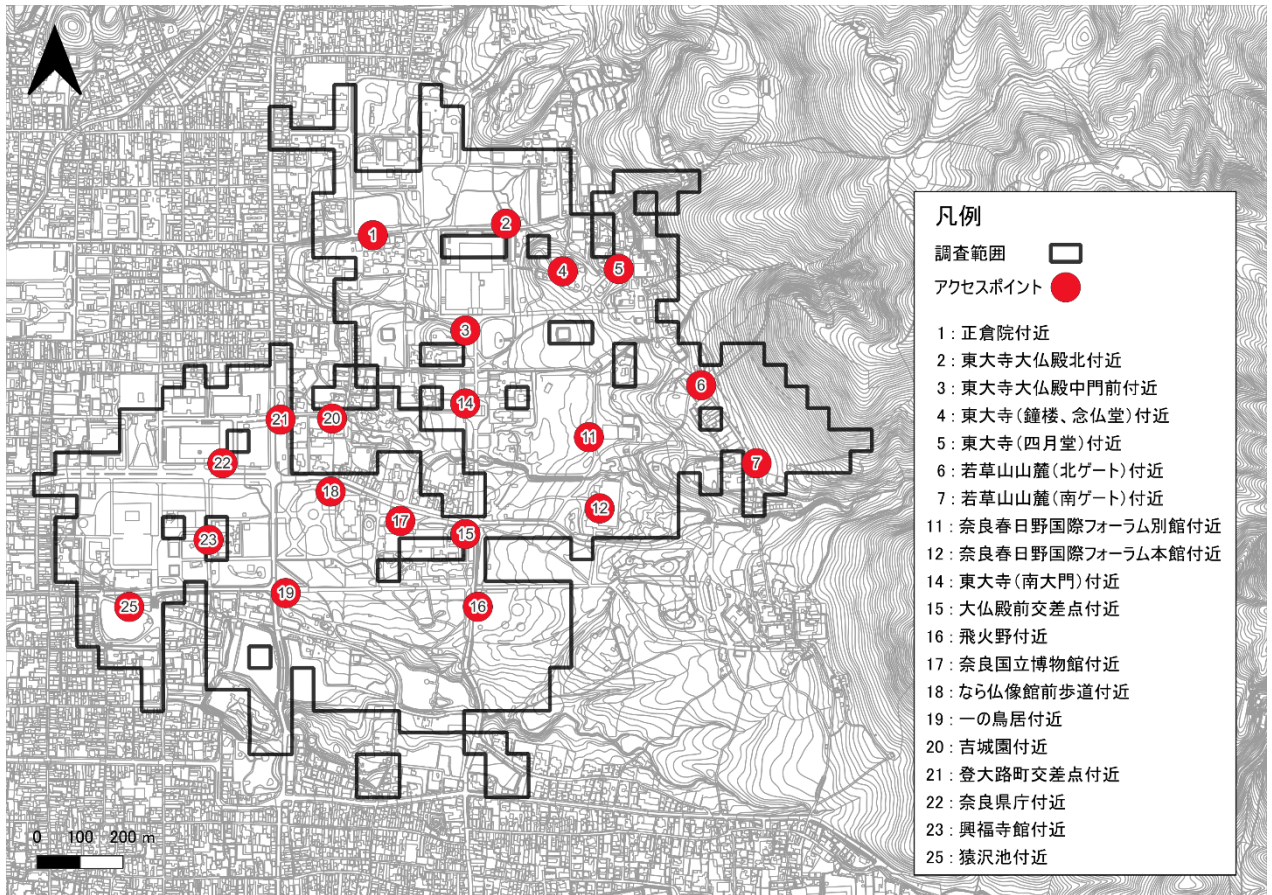 1
2
3
4
5
6
7
11
12
14
15
16
17
18
19
20
21
22
23
25
0 100 200 m
凡例
調査範囲
アクセスポイント
1：正倉院付近
2：東大寺大仏殿北付近
3：東大寺大仏殿中門前付近
4：東大寺（鐘楼、念仏堂）付近
5：東大寺（四月堂）付近
6：若草山山麓（北ゲート）付近
7：若草山山麓（南ゲート）付近
11：奈良春日野国際フォーラム別館付近
12：奈良春日野国際フォーラム本館付近
14：東大寺（南大門）付近
15：大仏殿前交差点付近
16：飛火野付近
17：奈良国立博物館付近
18：なら仏像館前歩道付近
19：一の鳥居付近
20：吉城園付近
21：登大路町交差点付近
22：奈良県庁付近
23：興福寺館付近
25：猿沢池付近